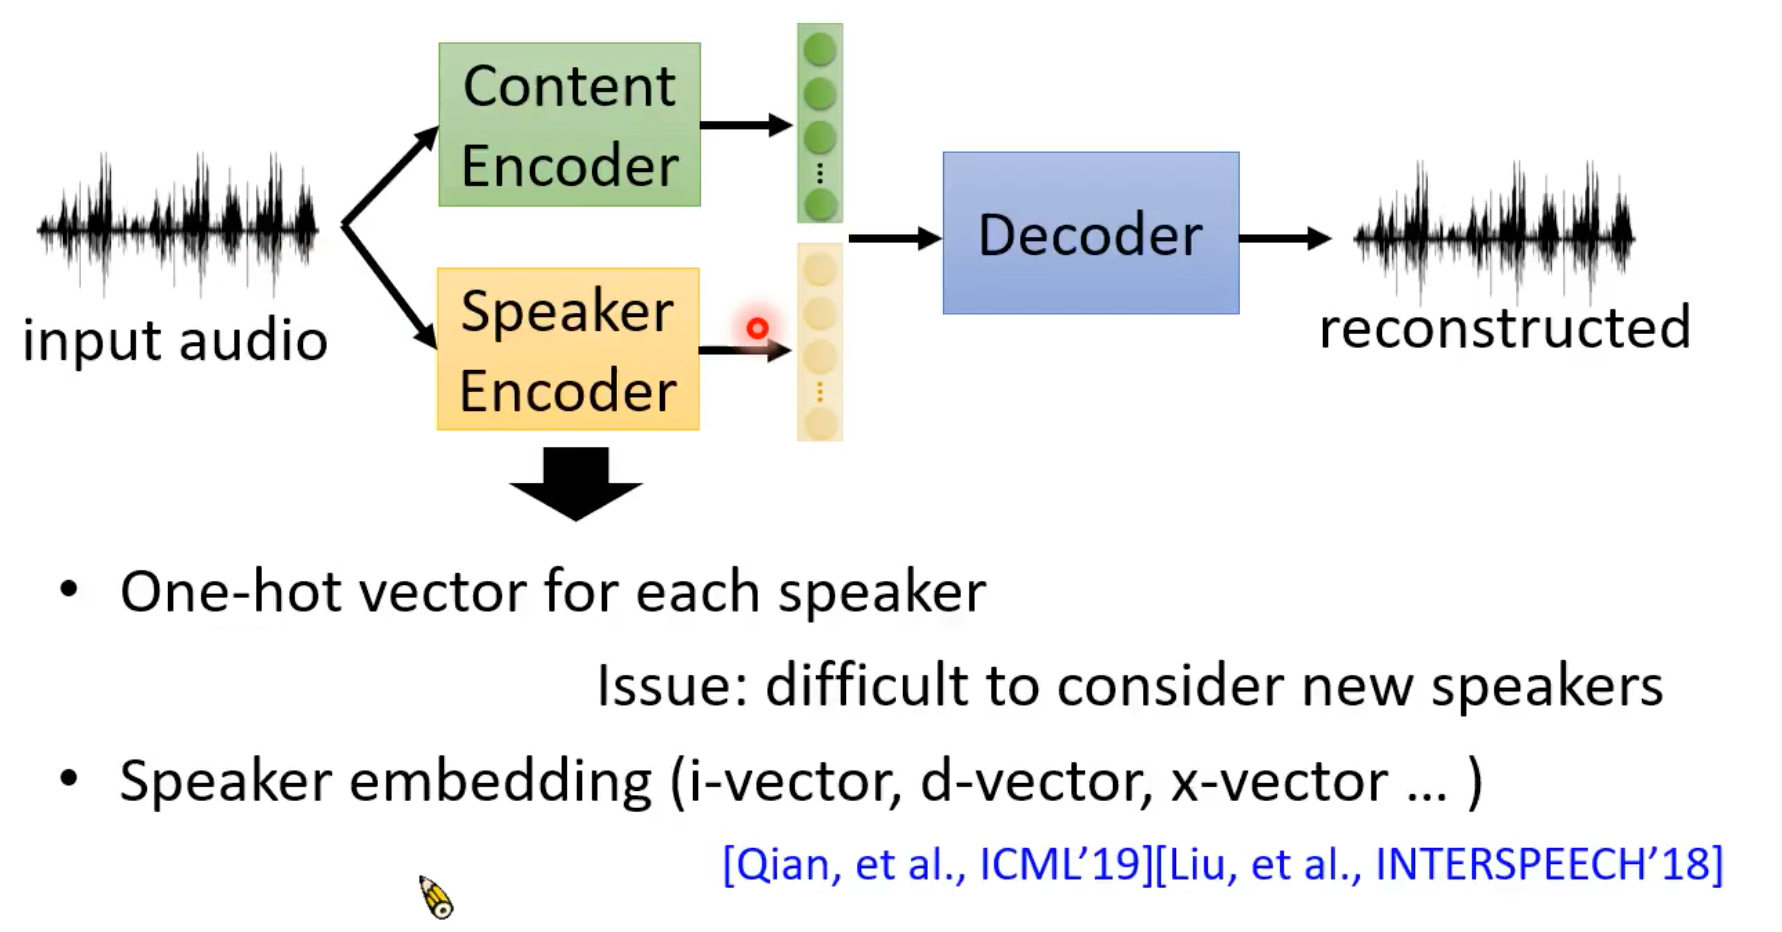 Content
Encoder
input audio
Speaker
Encoder
Decoder
reconstructed
• One-hot vector for each speaker
Issue: difficult to consider new speakers
• Speaker embedding (i-vector, d-vector, x-vector ... )
[Qian, et al., ICML’19][Liu, et al., INTERSPEECH’18]